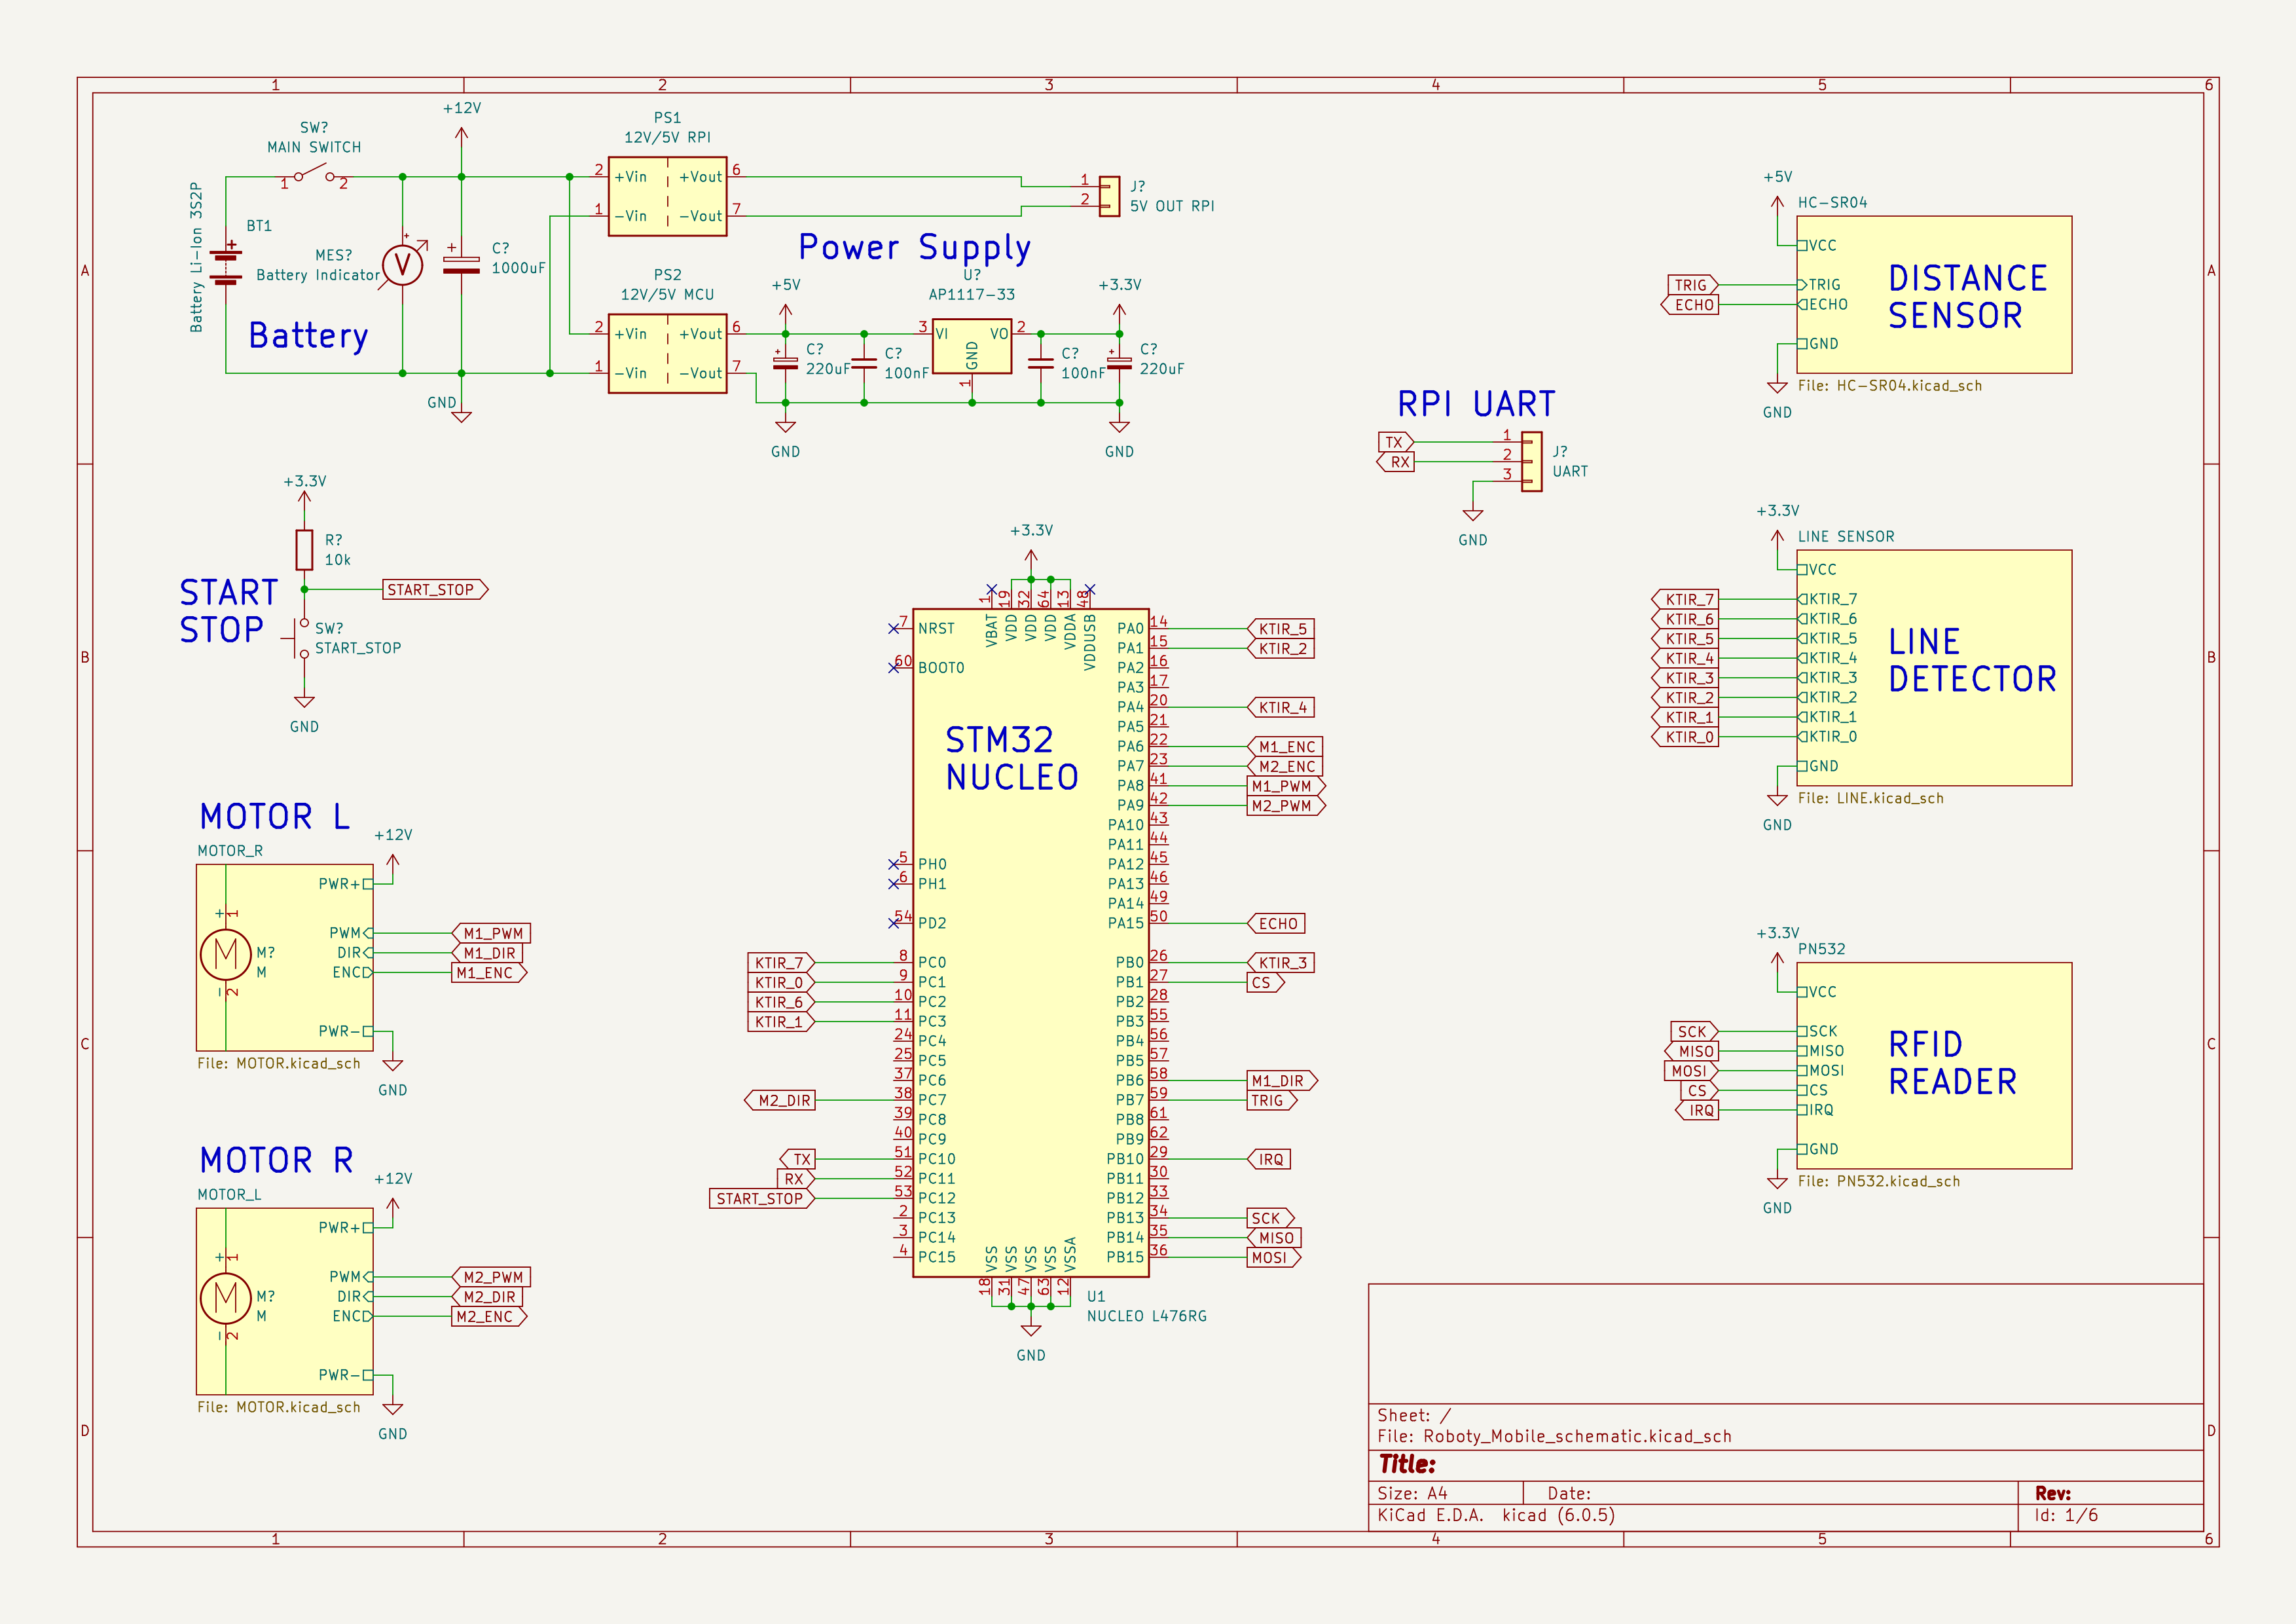 1 2 3 4 5 6
A
B
C
D
A
B
C
D
1 2 3 4 5 6
+12V
SW?
MAIN SWITCH
1 2
Battery Li-Ion 3S2P
BT1
+
MES?
Battery Indicator
+
V
+
C?
1000uF
Battery
GND
PS1
12V/5V RPI
2 +Vin +Vout 6
1 -Vin -Vout 7
1
2
J?
5V OUT RPI
Power Supply
PS2
12V/5V MCU
2 +Vin +Vout 6
1 -Vin -Vout 7
+5V
+
C?
220uF
C?
100nF
U?
AP1117-33
3 VI VO 2
GND
1
C?
100nF
+3.3V
+
C?
220uF
GND
GND
+5V
HC-SR04
VCC
TRIG TRIG
ECHO ECHO
GND
DISTANCE
SENSOR
File: HC-SR04.kicad_sch
GND
RPI UART
TX 1
RX 2
3
J?
UART
GND
+3.3V
R?
10k
START_STOP
START
STOP
SW?
START_STOP
GND
+3.3V
LINE SENSOR
VCC
KTIR_7 KTIR_7
KTIR_6 KTIR_6
KTIR_5 KTIR_5
KTIR_4 KTIR_4
KTIR_3 KTIR_3
KTIR_2 KTIR_2
KTIR_1 KTIR_1
KTIR_0 KTIR_0
GND
LINE
DETECTOR
File: LINE.kicad_sch
GND
+3.3V
1 19 32 64 13 48
VBAT VDD VDD VDD VDDA VDDUSB
7 NRST
60 BOOT0
STM32
NUCLEO
5 PH0
6 PH1
54 PD2
KTIR_7 8 PC0
KTIR_0 9 PC1
KTIR_6 10 PC2
KTIR_1 11 PC3
24 PC4
25 PC5
37 PC6
M2_DIR 38 PC7
39 PC8
40 PC9
TX 51 PC10
RX 52 PC11
START_STOP 53 PC12
2 PC13
3 PC14
4 PC15
PA0 14 KTIR_5
PA1 15 KTIR_2
PA2 16
PA3 17
PA4 20 KTIR_4
PA5 21
PA6 22 M1_ENC
PA7 23 M2_ENC
PA8 41 M1_PWM
PA9 42 M2_PWM
PA10 43
PA11 44
PA12 45
PA13 46
PA14 49
PA15 50 ECHO
PB0 26 KTIR_3
PB1 27 CS
PB2 28
PB3 55
PB4 56
PB5 57
PB6 58 M1_DIR
PB7 59 TRIG
PB8 61
PB9 62
PB10 29 IRQ
PB11 30
PB12 33
PB13 34 SCK
PB14 35 MISO
PB15 36 MOSI
VSS VSS VSS VSS VSSA
18 31 47 63 12
U1
NUCLEO L476RG
GND
MOTOR L
MOTOR_R
+12V
PWR+
PWM M1_PWM
DIR M1_DIR
ENC M1_ENC
PWR-
+ 1
M
M?
M
- 2
File: MOTOR.kicad_sch
GND
MOTOR R
MOTOR_L
+12V
PWR+
PWM M2_PWM
DIR M2_DIR
ENC M2_ENC
PWR-
+ 1
M
M?
M
- 2
File: MOTOR.kicad_sch
GND
+3.3V
PN532
VCC
SCK SCK
MISO MISO
MOSI MOSI
CS CS
IRQ IRQ
GND
RFID
READER
File: PN532.kicad_sch
GND
Sheet: /
File: Roboty_Mobile_schematic.kicad_sch
Title:
Size: A4 Date: Rev:
KiCad E.D.A. kicad (6.0.5) Id: 1/6